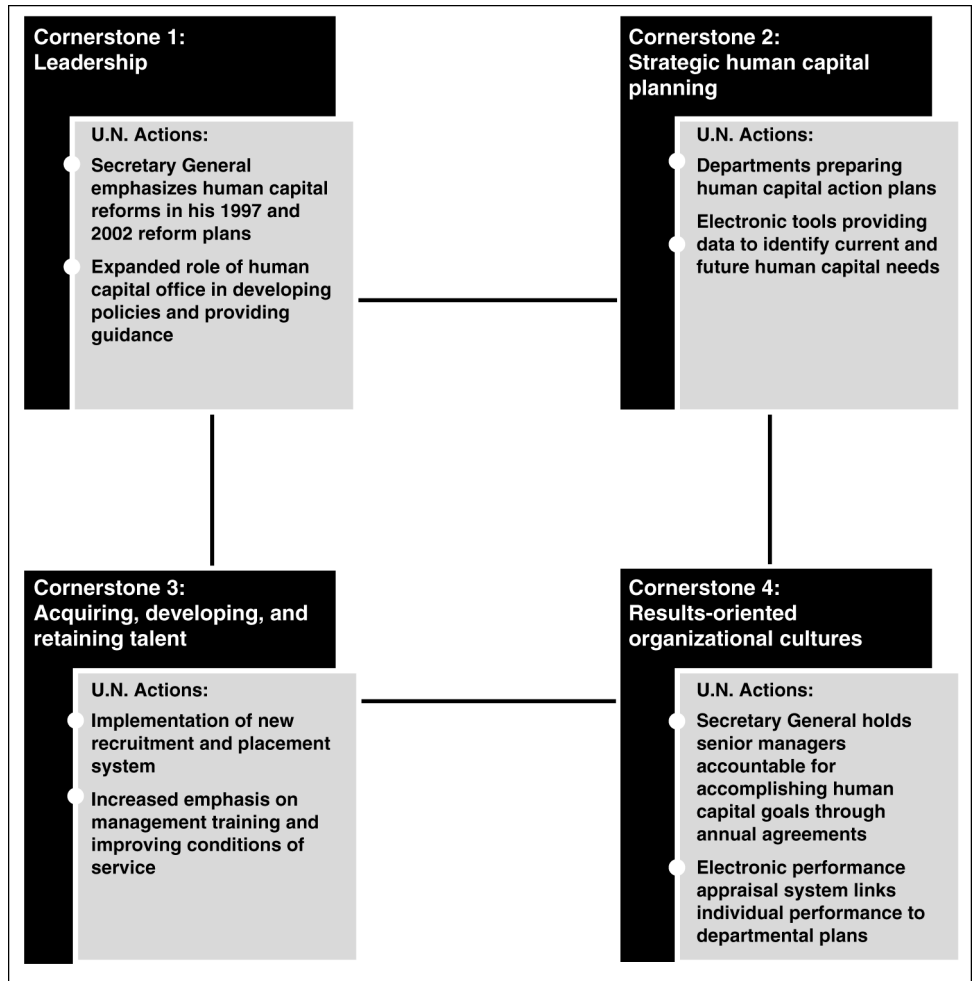 Cornerstone 1:
Leadership
U.N. Actions:
Secretary General
emphasizes human capital
reforms in his 1997 and
2002 reform plans
Expanded role of human
capital office in developing
policies and providing
guidance
Cornerstone 2:
Strategic human capital
planning
U.N. Actions:
Departments preparing
human capital action plans
Electronic tools providing
data to identify current and
future human capital needs
Cornerstone 3:
Acquiring, developing, and
retaining talent
U.N. Actions:
Implementation of new
recruitment and placement
system
Increased emphasis on
management training and
improving conditions of
service
Cornerstone 4:
Results-oriented
organizational cultures
U.N. Actions:
Secretary General holds
senior managers
accountable for
accomplishing human
capital goals through
annual agreements
Electronic performance
appraisal system links
individual performance to
departmental plans